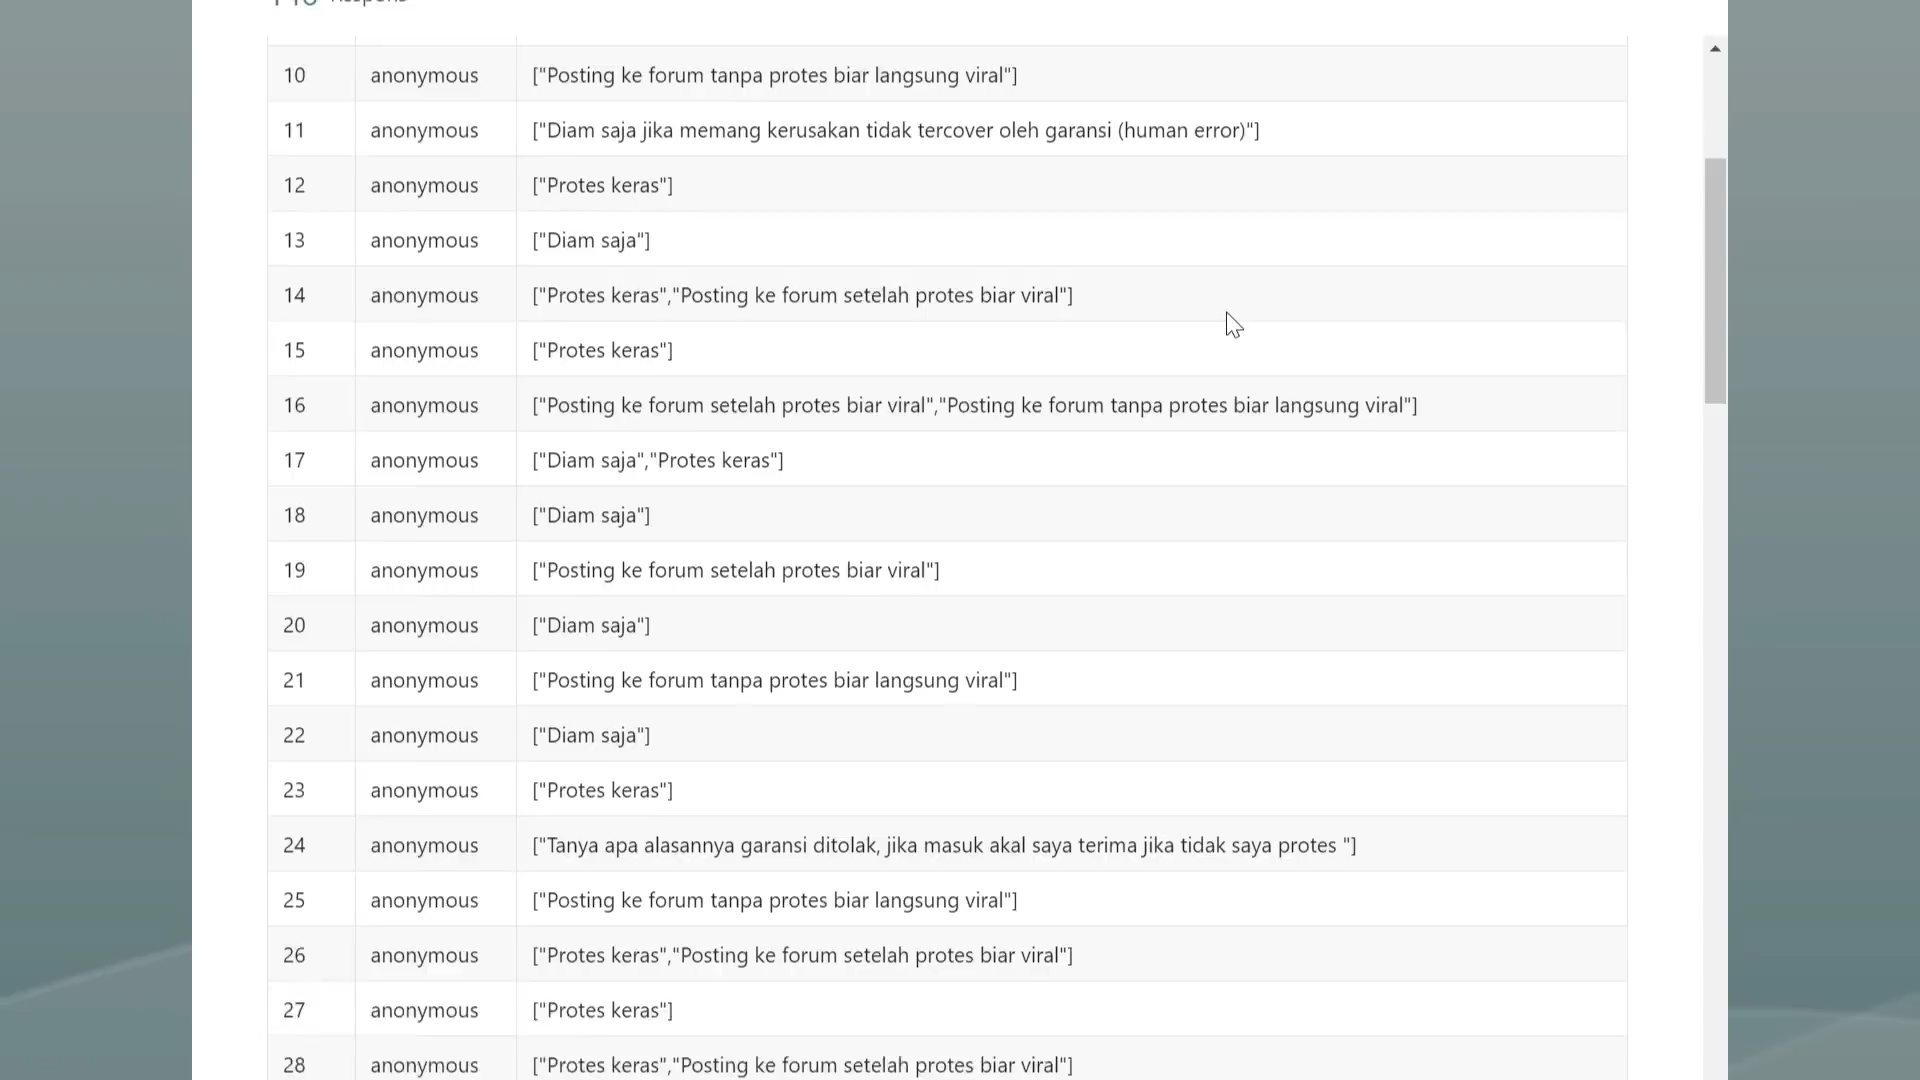 10 anonymous ["Posting ke forum tanpa protes biar langsung viral"]
11 anonymous ["Diam saja jika memang kerusakan tidak tercover oleh garansi (human error)"]
12 anonymous ["Protes keras"]
13 anonymous ["Diam saja"]
14 anonymous ["Protes keras","Posting ke forum setelah protes biar viral"]
15 anonymous ["Protes keras"]
16 anonymous ["Posting ke forum setelah protes biar viral","Posting ke forum tanpa protes biar langsung viral"]
17 anonymous ["Diam saja","Protes keras"]
18 anonymous ["Diam saja"]
19 anonymous ["Posting ke forum setelah protes biar viral"]
20 anonymous ["Diam saja"]
21 anonymous ["Posting ke forum tanpa protes biar langsung viral"]
22 anonymous ["Diam saja"]
23 anonymous ["Protes keras"]
24 anonymous ["Tanya apa alasannya garansi ditolak, jika masuk akal saya terima jika tidak saya protes "]
25 anonymous ["Posting ke forum tanpa protes biar langsung viral"]
26 anonymous ["Protes keras","Posting ke forum setelah protes biar viral"]
27 anonymous ["Protes keras"]
28 anonymous ["Protes keras","Posting ke forum setelah protes biar viral"]